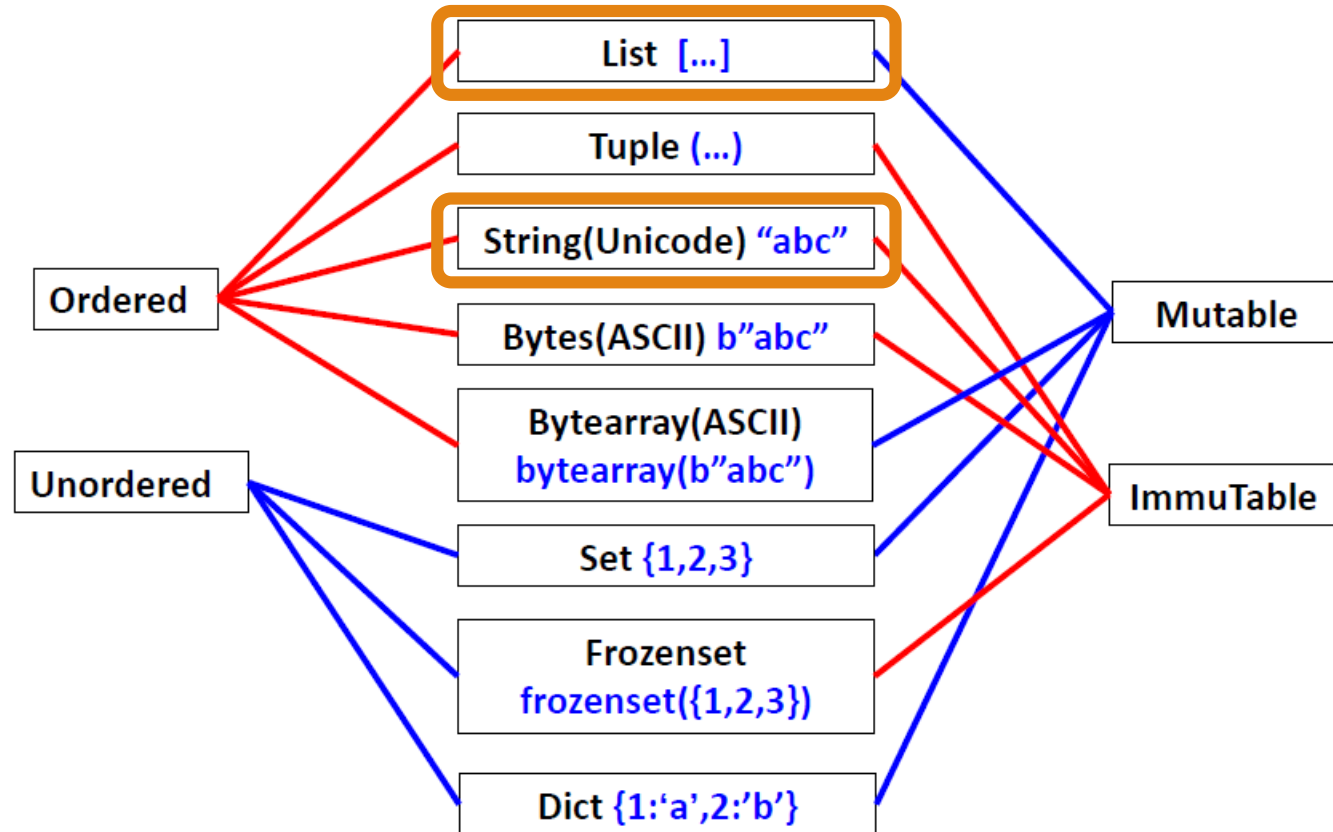 List [...]
Tuple (...)
String(Unicode) “abc”
Ordered
Bytes(ASCII) b”abc”
Mutable
Bytearray(ASCII)
bytearray(b”abc”)
Unordered
ImmuTable
Set {1,2,3}
Frozenset
frozenset({1,2,3})
Dict {1:‘a’,2:’b’}